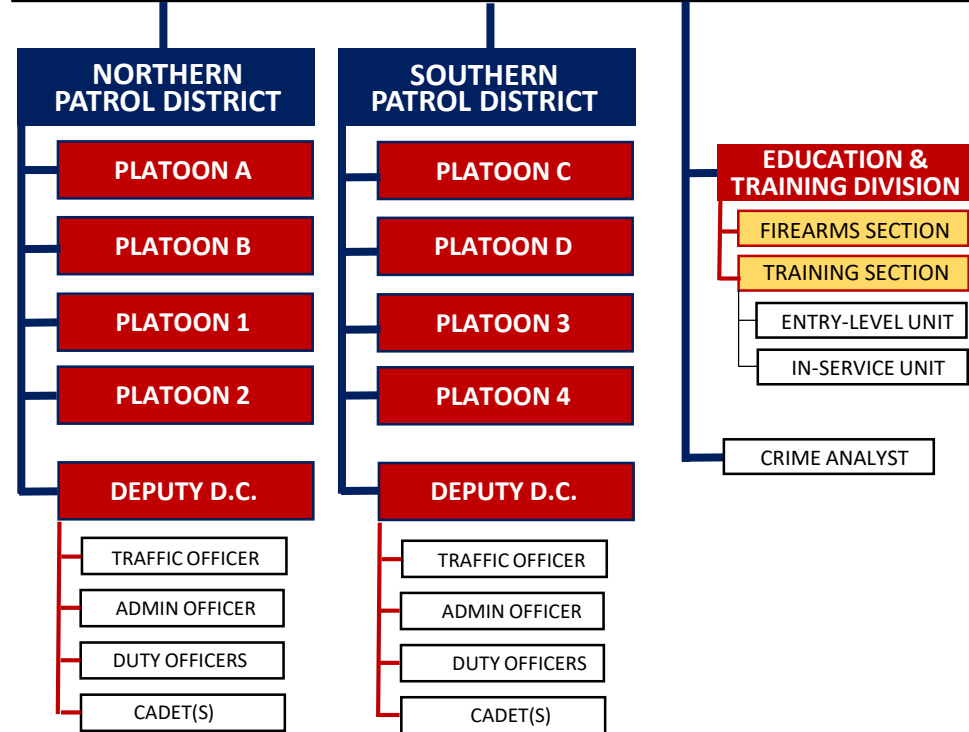 NORTHERN
PATROL DISTRICT
PLATOON A
PLATOON B
PLATOON 1
PLATOON 2
DEPUTY D.C.
TRAFFIC OFFICER
ADMIN OFFICER
DUTY OFFICERS
CADET(S)
SOUTHERN
PATROL DISTRICT
PLATOON C
PLATOON D
PLATOON 3
PLATOON 4
DEPUTY D.C.
TRAFFIC OFFICER
ADMIN OFFICER
DUTY OFFICERS
CADET(S)
EDUCATION &
TRAINING DIVISION
FIREARMS SECTION
TRAINING SECTION
ENTRY-LEVEL UNIT
IN-SERVICE UNIT
CRIME ANALYST